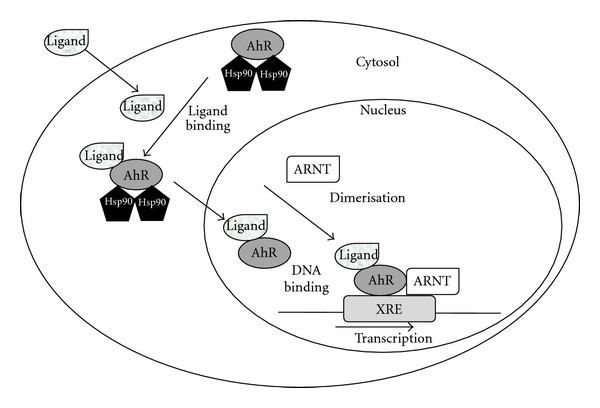 Ligand
AhR
Hsp90 Hsp90
Cytosol
Ligand
Ligand
binding
Nucleus
Ligand
AhR
Hsp90 Hsp90
ARNT
Dimerisation
Ligand
AhR
DNA
binding
Ligand
AhR
ARNT
XRE
Transcription